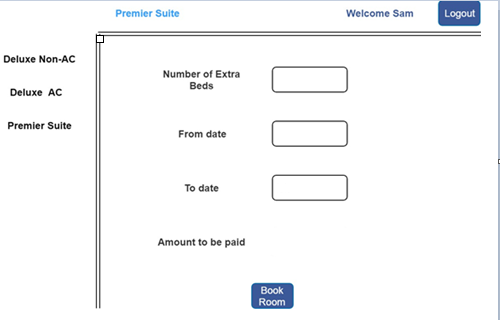 Premier Suite
Welcome Sam
Logout
Deluxe Non-AC
Deluxe AC
Premier Suite
Number of Extra
Beds
From date
To date
Amount to be paid
Book
Room